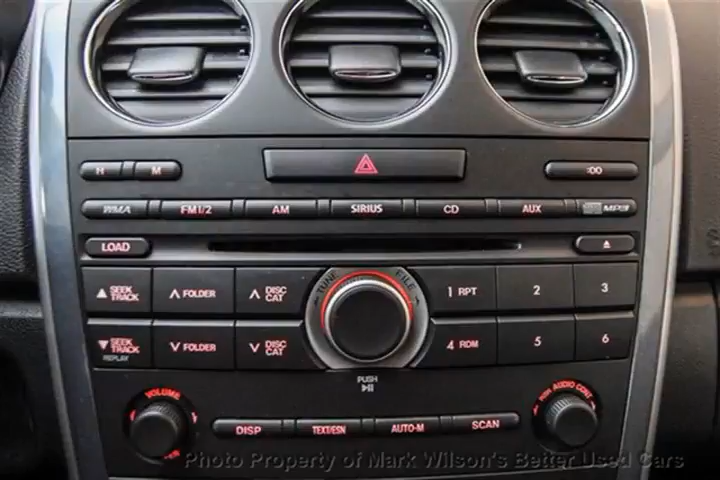 H M :00
WMA FM1/2 AM SIRIUS CD AUX MP3
LOAD
SEEK TRACK FOLDER DISC CAT TUNE FILE 1 RPT 2 3
SEEK TRACK FOLDER DISC CAT 4 RDM 5 6
REPLAY
PUSH
VOLUME AUDIO CONT
DISP TEXT/ESN AUTO-M SCAN
Photo Property of Mark Wilson's Better Used Cars